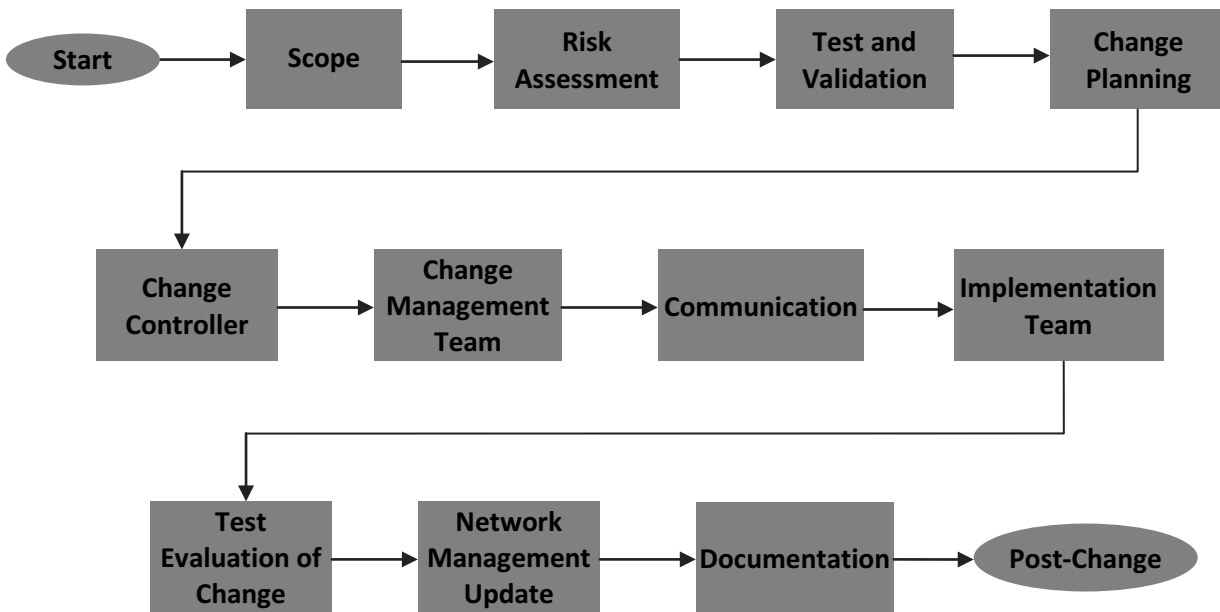 Start
Scope
Risk
Assessment
Test and
Validation
Change
Planning
Change
Controller
Change
Management
Team
Communication
Implementation
Team
Test
Evaluation of
Change
Network
Management
Update
Documentation
Post-Change